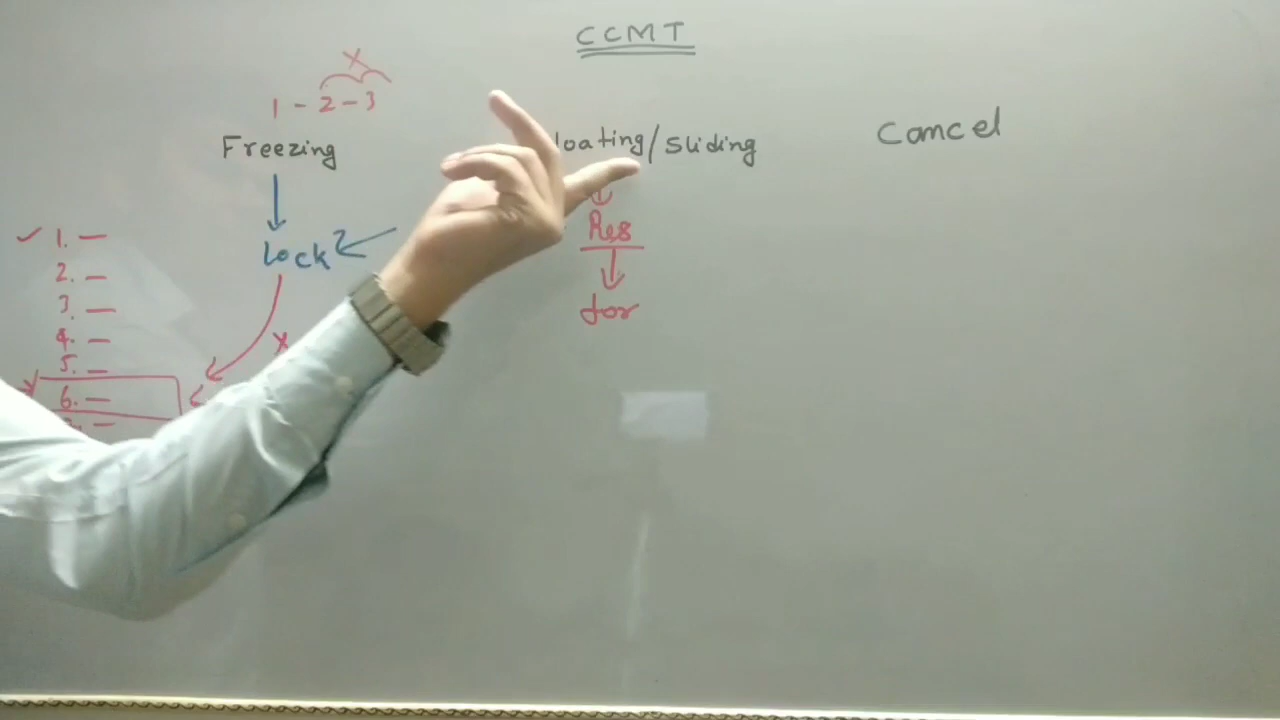 CCMT
x
1 - 2 - 3
Freezing
loating/Sliding
Cancel
Lock
Res
for
✓ 1. —
2. —
3. —
4. —
5. —
6. —
x